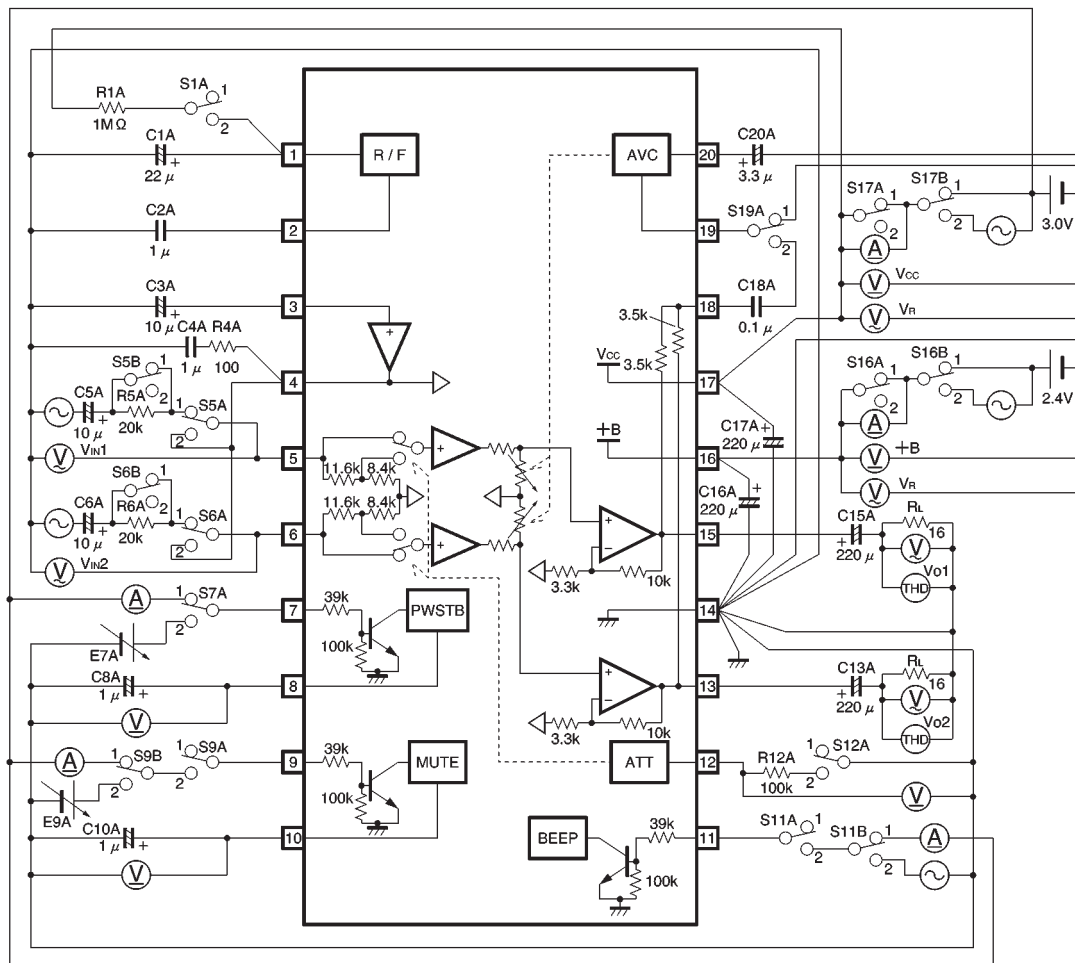 R1A
1MΩ
S1A
1
2
C1A
22 μ
+
1
R / F
AVC
20
C20A
+
3.3 μ
C2A
1 μ
2
19
S19A
1
2
S17A
1
2
S17B
1
2
3.0V
A
V
VCC
V
VR
C3A
10 μ
+
3
18
C18A
0.1 μ
3.5k
3.5k
C4A
1 μ
R4A
100
4
+
VCC
17
S16A
1
2
S16B
1
2
2.4V
A
V
+B
V
VR
S5B
1
2
C5A
10 μ
+
R5A
20k
S5A
1
2
V
VIN1
5
11.6k
8.4k
+
+B
16
C17A
+
220 μ
C16A
+
220 μ
S6B
1
2
C6A
10 μ
+
R6A
20k
S6A
1
2
V
VIN2
6
11.6k
8.4k
+
+
−
3.3k
10k
15
C15A
+
220 μ
RL
16
V
Vo1
THD
A
S7A
1
2
7
39k
100k
PWSTB
14
E7A
C8A
1 μ
+
8
V
+
−
3.3k
10k
13
C13A
+
220 μ
RL
16
V
Vo2
THD
A
S9B
1
2
S9A
1
2
9
39k
100k
MUTE
ATT
12
R12A
100k
S12A
1
2
V
E9A
C10A
1 μ
+
10
V
BEEP
39k
100k
11
S11A
1
2
S11B
1
2
A